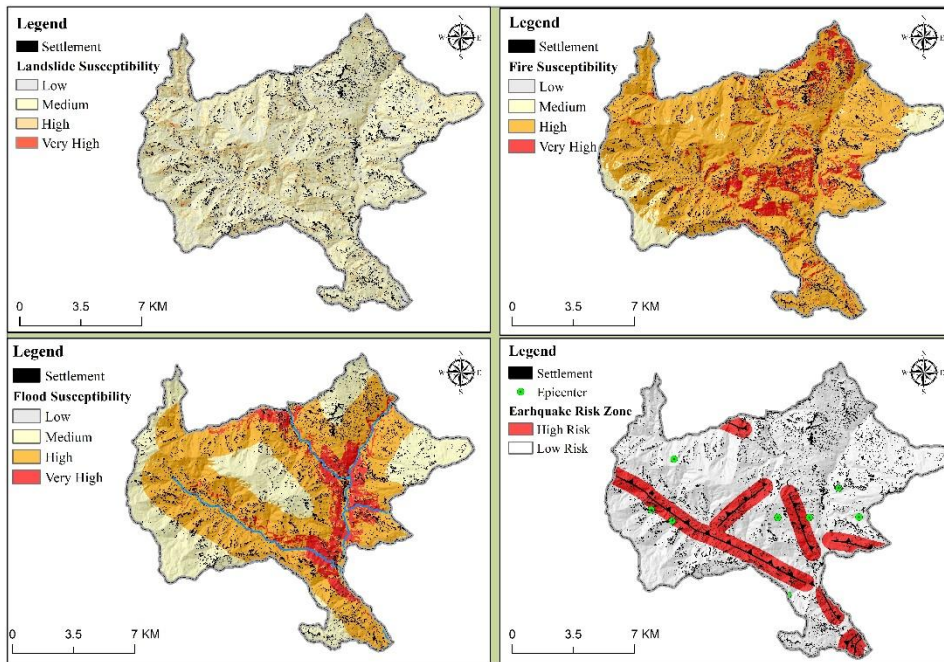 Legend
Settlement
Landslide Susceptibility
Low
Medium
High
Very High
N
W E
S
0 3.5 7 KM
Legend
Settlement
Fire Susceptibility
Low
Medium
High
Very High
N
W E
S
0 3.5 7 KM
Legend
Settlement
Flood Susceptibility
Low
Medium
High
Very High
N
W E
S
0 3.5 7 KM
Legend
Settlement
Epicenter
Earhquake Risk Zone
High Risk
Low Risk
N
W E
S
0 3.5 7 KM